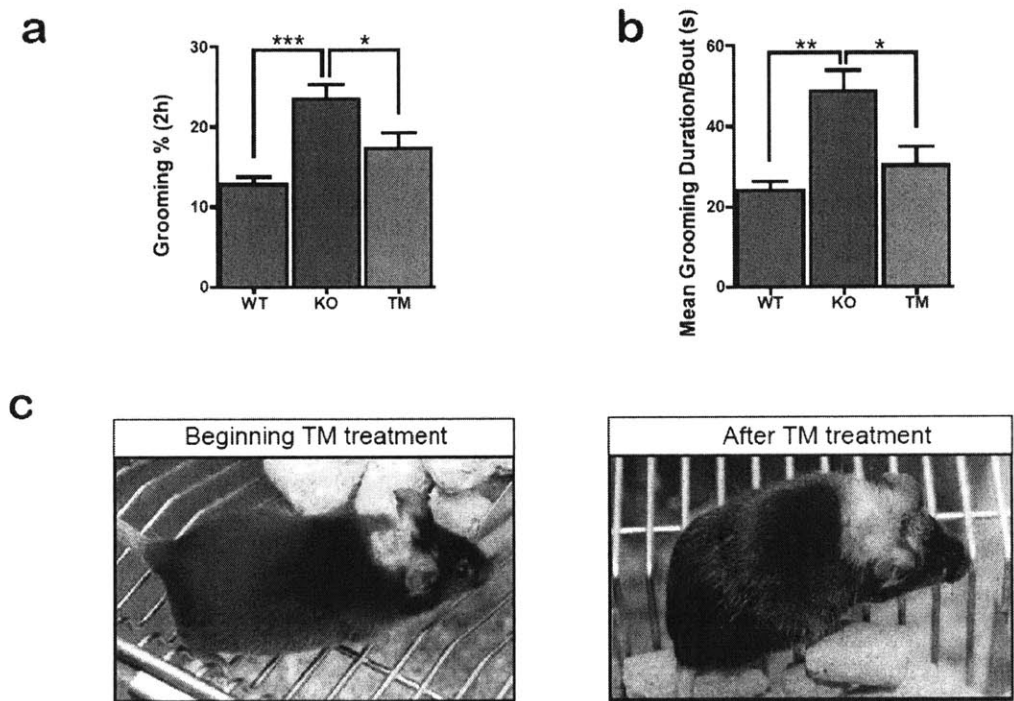 a
***
*
Grooming % (2h)
30
20
10
0
WT
KO
TM
b
**
*
Mean Grooming Duration/Bout (s)
60
40
20
0
WT
KO
TM
c
Beginning TM treatment
After TM treatment